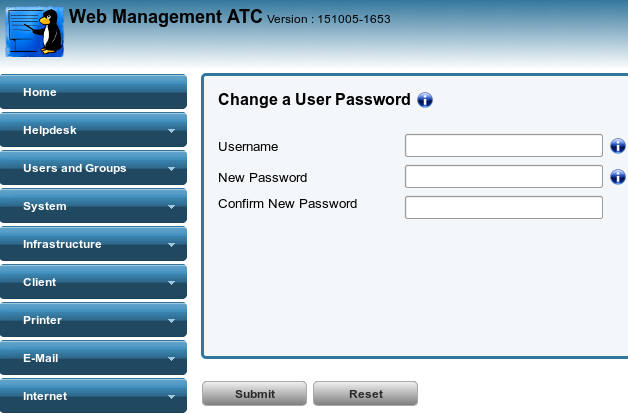 Web Management ATC Version : 151005-1653
Home
Helpdesk
Users and Groups
System
Infrastructure
Client
Printer
E-Mail
Internet
Change a User Password
Username
New Password
Confirm New Password
Submit Reset